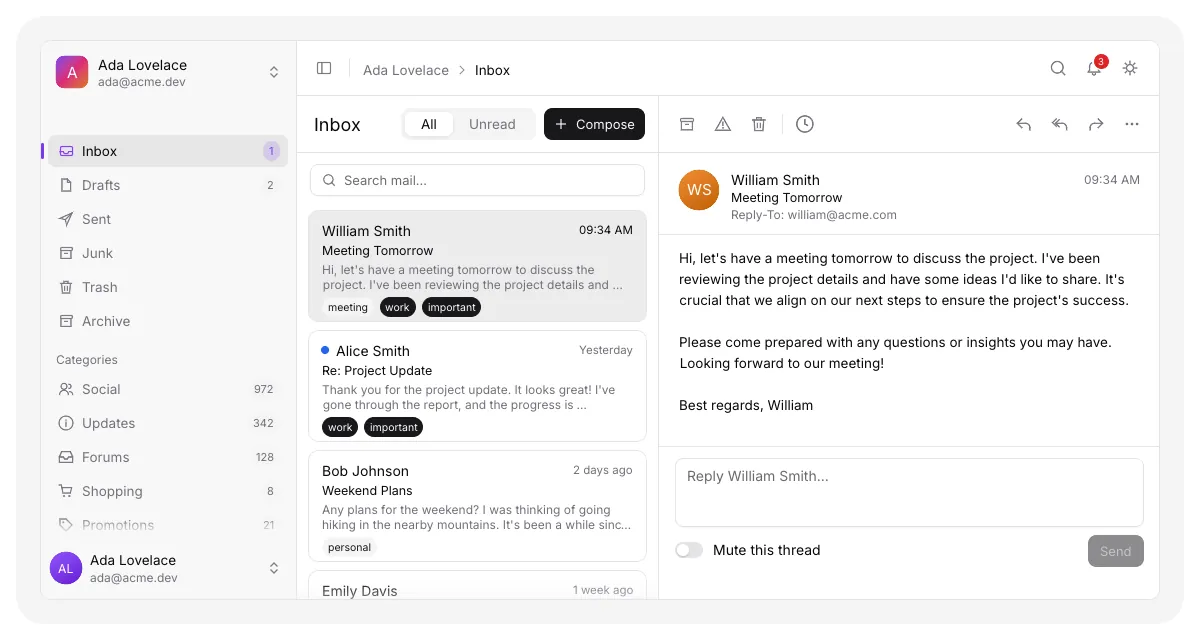 A
Ada Lovelace
ada@acme.dev
Inbox 1
Drafts 2
Sent
Junk
Trash
Archive
Categories
Social 972
Updates 342
Forums 128
Shopping 8
Promotions 21
AL
Ada Lovelace
ada@acme.dev
Ada Lovelace > Inbox
3
Inbox
All Unread
+ Compose
Search mail...
William Smith 09:34 AM
Meeting Tomorrow
Hi, let's have a meeting tomorrow to discuss the
project. I've been reviewing the project details and ...
meeting work important
Alice Smith Yesterday
Re: Project Update
Thank you for the project update. It looks great! I've
gone through the report, and the progress is ...
work important
Bob Johnson 2 days ago
Weekend Plans
Any plans for the weekend? I was thinking of going
hiking in the nearby mountains. It's been a while sinc...
personal
Emily Davis 1 week ago
WS
William Smith 09:34 AM
Meeting Tomorrow
Reply-To: william@acme.com
Hi, let's have a meeting tomorrow to discuss the project. I've been
reviewing the project details and have some ideas I'd like to share. It's
crucial that we align on our next steps to ensure the project's success.
Please come prepared with any questions or insights you may have.
Looking forward to our meeting!
Best regards, William
Reply William Smith...
Mute this thread
Send